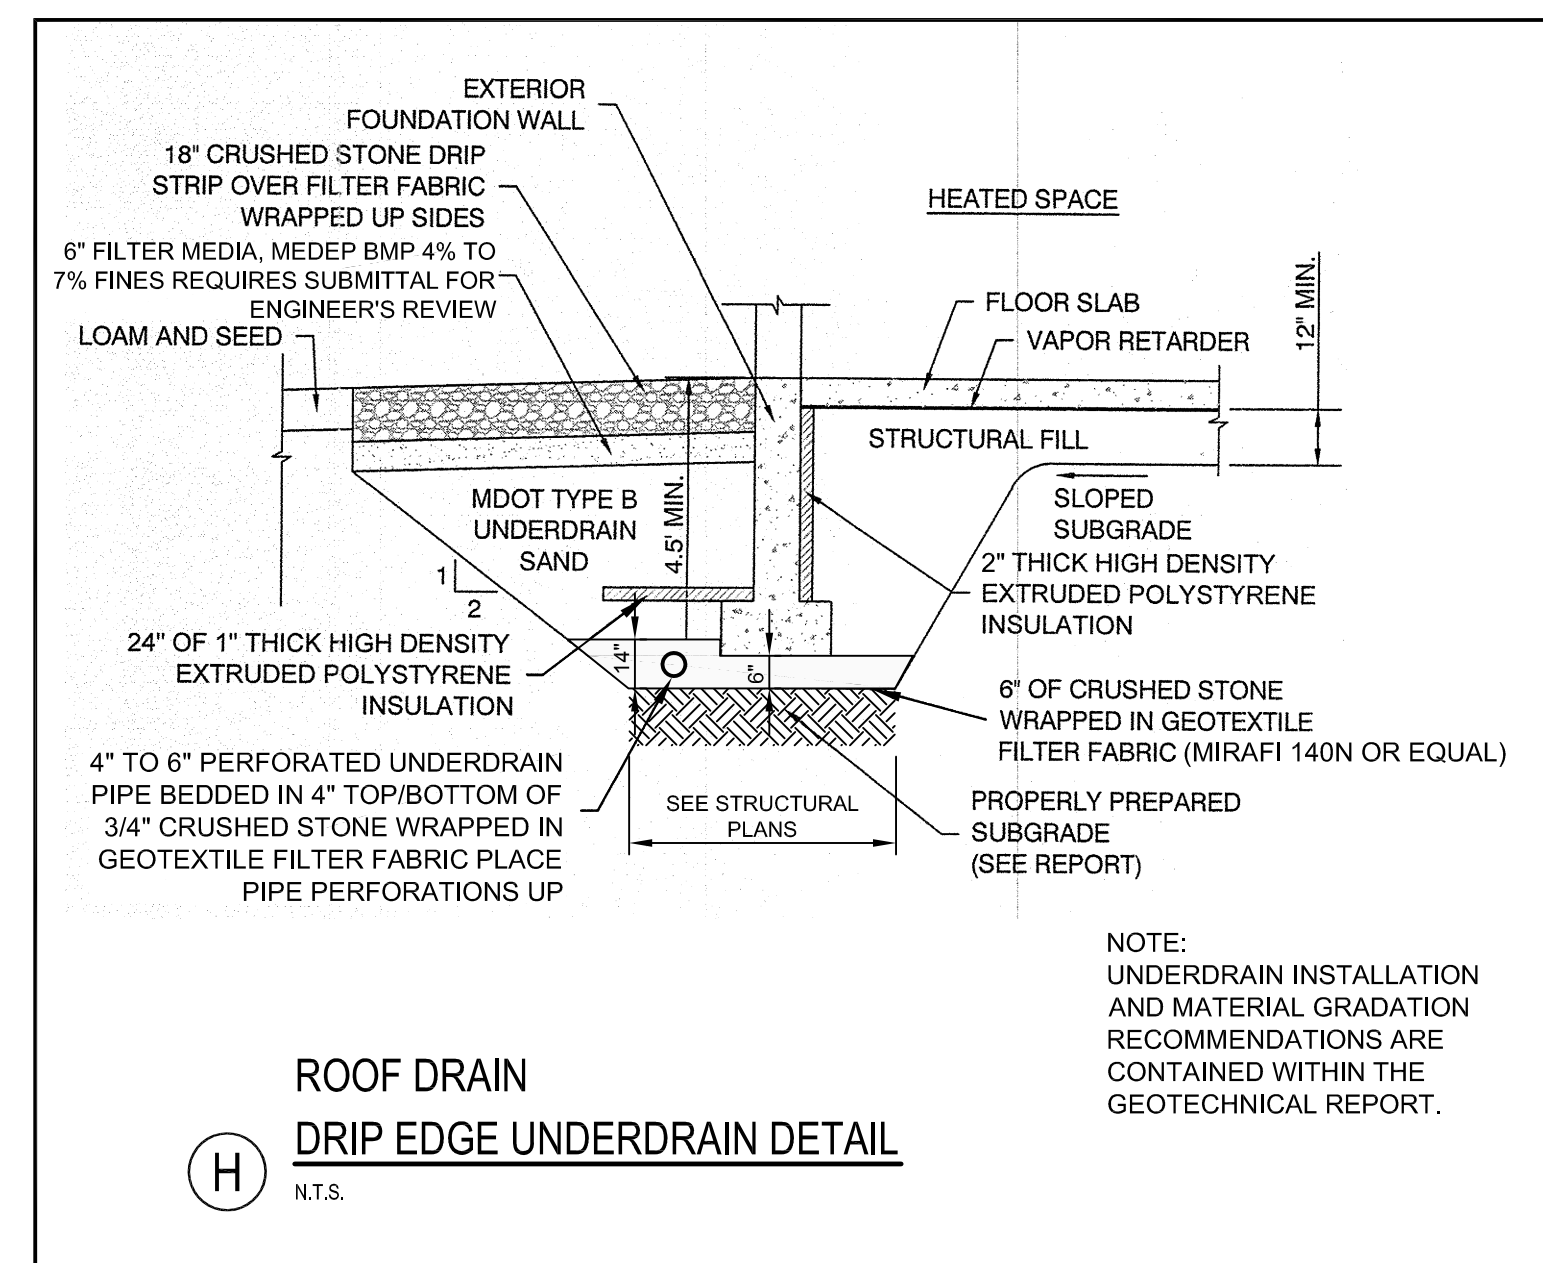 EXTERIOR
FOUNDATION WALL
18" CRUSHED STONE DRIP
STRIP OVER FILTER FABRIC
WRAPPED UP SIDES
6" FILTER MEDIA, MEDEP BMP 4% TO
7% FINES REQUIRES SUBMITTAL FOR
ENGINEER'S REVIEW
LOAM AND SEED
HEATED SPACE
FLOOR SLAB
VAPOR RETARDER
12" MIN.
STRUCTURAL FILL
SLOPED
SUBGRADE
MDOT TYPE B
UNDERDRAIN
SAND
4.5' MIN.
1
2
2" THICK HIGH DENSITY
EXTRUDED POLYSTYRENE
INSULATION
24" OF 1" THICK HIGH DENSITY
EXTRUDED POLYSTYRENE
INSULATION
14"
6"
6" OF CRUSHED STONE
WRAPPED IN GEOTEXTILE
FILTER FABRIC (MIRAFI 140N OR EQUAL)
4" TO 6" PERFORATED UNDERDRAIN
PIPE BEDDED IN 4" TOP/BOTTOM OF
3/4" CRUSHED STONE WRAPPED IN
GEOTEXTILE FILTER FABRIC PLACE
PIPE PERFORATIONS UP
SEE STRUCTURAL
PLANS
PROPERLY PREPARED
SUBGRADE
(SEE REPORT)
NOTE:
UNDERDRAIN INSTALLATION
AND MATERIAL GRADATION
RECOMMENDATIONS ARE
CONTAINED WITHIN THE
GEOTECHNICAL REPORT.
ROOF DRAIN
DRIP EDGE UNDERDRAIN DETAIL
H
N.T.S.